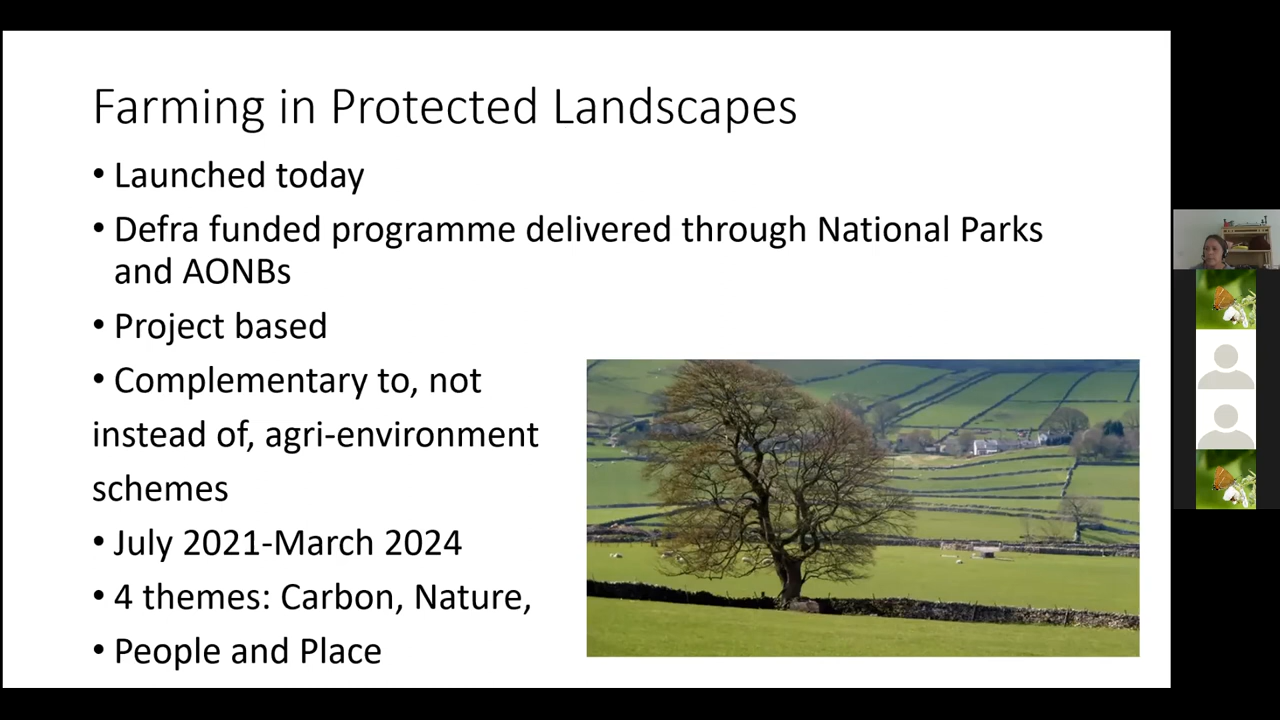 Farming in Protected Landscapes
• Launched today
• Defra funded programme delivered through National Parks
and AONBs
• Project based
• Complementary to, not
instead of, agri-environment
schemes
• July 2021-March 2024
• 4 themes: Carbon, Nature,
• People and Place